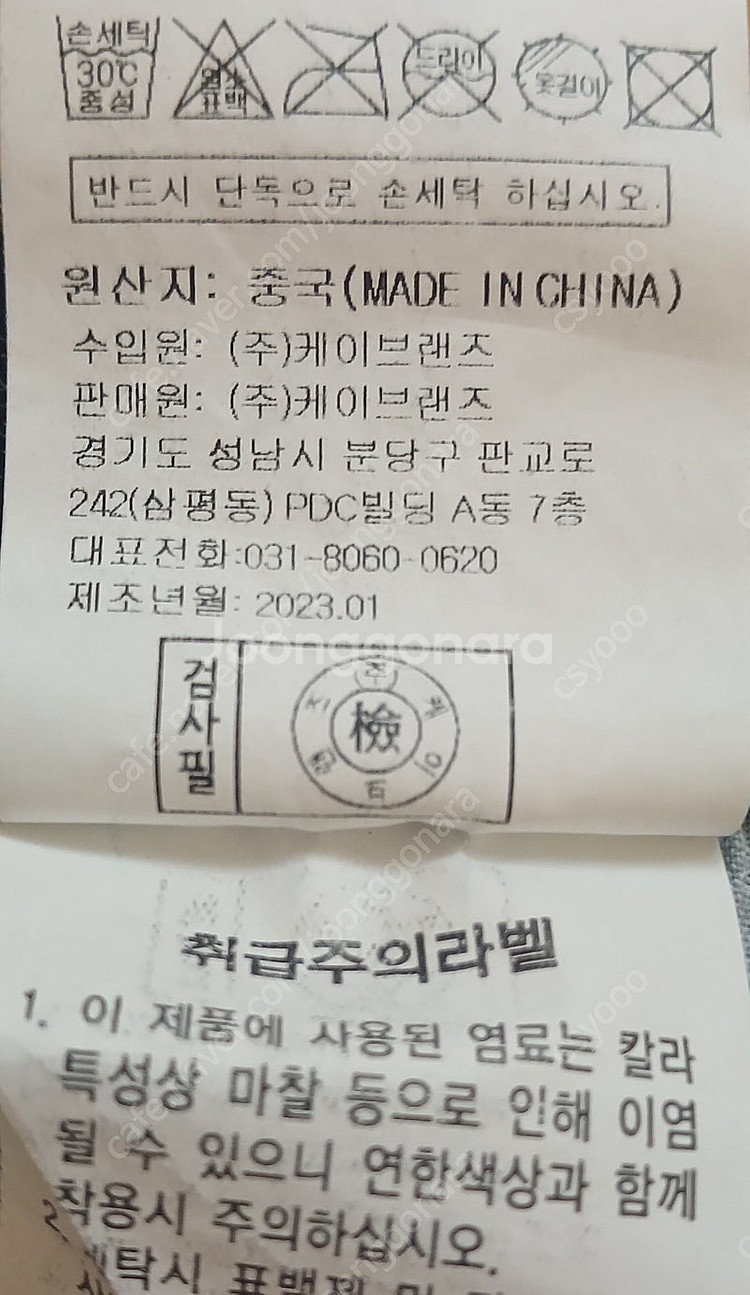 손세탁
30℃
중성
염소
표백
드라이
옷걸이
반드시 단독으로 손세탁 하십시오.
원산지: 중국(MADE IN CHINA)
수입원: (주)케이브랜즈
판매원: (주)케이브랜즈
경기도 성남시 분당구 판교로
242(삼평동) PDC빌딩 A동 7층
대표전화:031-8060-0620
제조년월: 2023.01
Joonggonara
csyooo
검사필
檢
취급주의라벨
1. 이 제품에 사용된 염료는 칼라
특성상 마찰 등으로 인해 이염
될 수 있으니 연한색상과 함께
착용시 주의하십시오.